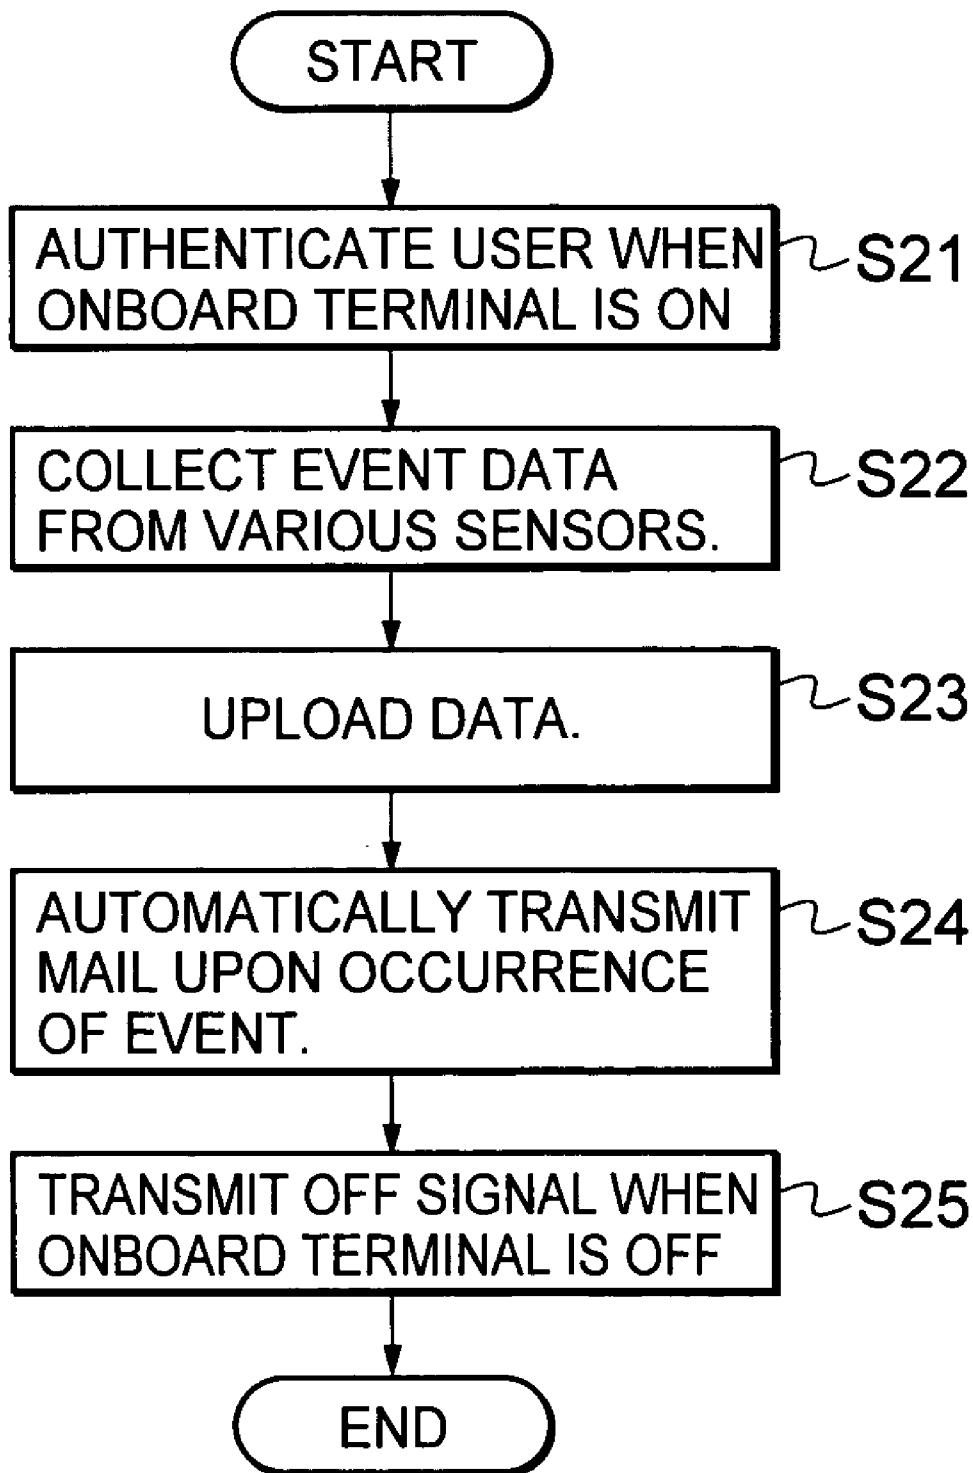 START
AUTHENTICATE USER WHEN
ONBOARD TERMINAL IS ON
S21
COLLECT EVENT DATA
FROM VARIOUS SENSORS.
S22
UPLOAD DATA.
S23
AUTOMATICALLY TRANSMIT
MAIL UPON OCCURRENCE
OF EVENT.
S24
TRANSMIT OFF SIGNAL WHEN
ONBOARD TERMINAL IS OFF
S25
END